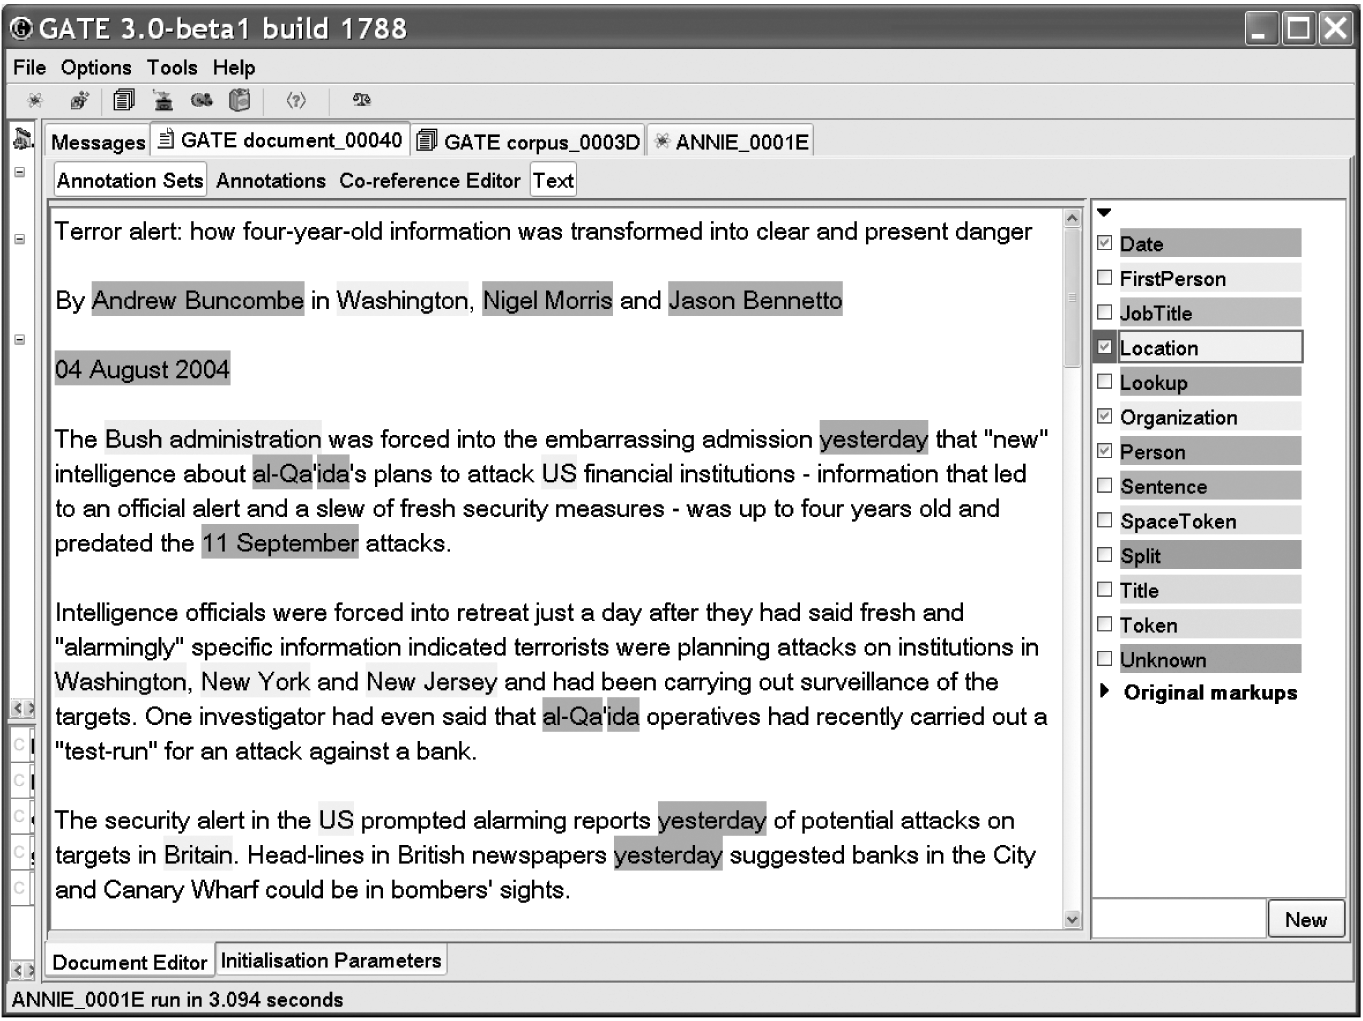 GATE 3.0-beta1 build 1788
File Options Tools Help
Messages GATE document_00040 GATE corpus_0003D ANNIE_0001E
Annotation Sets Annotations Co-reference Editor Text
Terror alert: how four-year-old information was transformed into clear and present danger
By Andrew Buncombe in Washington, Nigel Morris and Jason Bennetto
04 August 2004
The Bush administration was forced into the embarrassing admission yesterday that "new"
intelligence about al-Qa'ida's plans to attack US financial institutions - information that led
to an official alert and a slew of fresh security measures - was up to four years old and
predated the 11 September attacks.
Intelligence officials were forced into retreat just a day after they had said fresh and
"alarmingly" specific information indicated terrorists were planning attacks on institutions in
Washington, New York and New Jersey and had been carrying out surveillance of the
targets. One investigator had even said that al-Qa'ida operatives had recently carried out a
"test-run" for an attack against a bank.
The security alert in the US prompted alarming reports yesterday of potential attacks on
targets in Britain. Head-lines in British newspapers yesterday suggested banks in the City
and Canary Wharf could be in bombers' sights.
Date
FirstPerson
JobTitle
Location
Lookup
Organization
Person
Sentence
SpaceToken
Split
Title
Token
Unknown
Original markups
New
Document Editor Initialisation Parameters
ANNIE_0001E run in 3.094 seconds